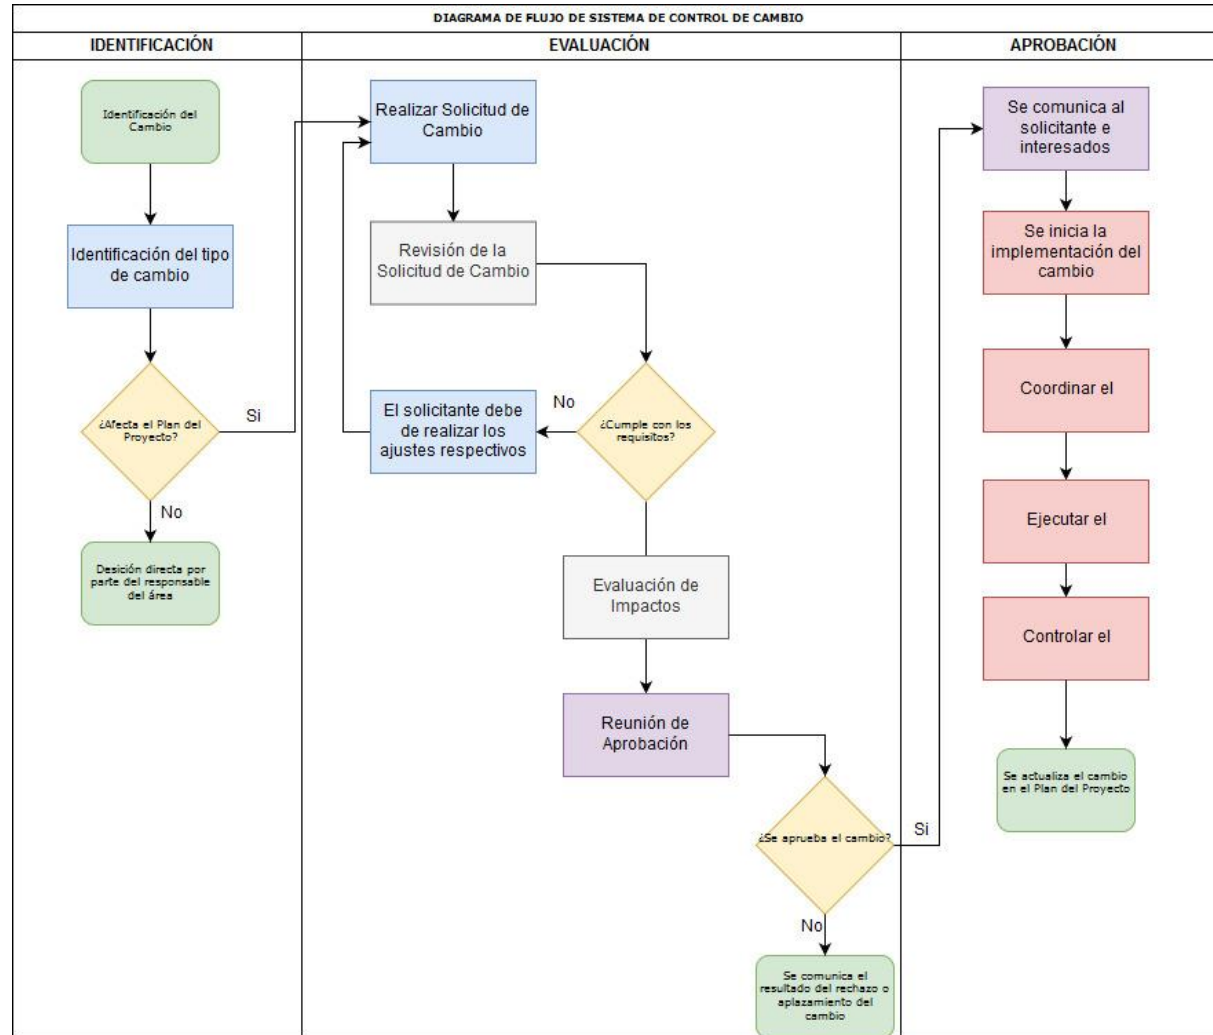 DIAGRAMA DE FLUJO DE SISTEMA DE CONTROL DE CAMBIO
IDENTIFICACIÓN
EVALUACIÓN
APROBACIÓN
Identificación del
Cambio
Identificación del tipo
de cambio
¿Afecta el Plan del
Proyecto?
Si
No
Desición directa por
parte del responsable
del área
Realizar Solicitud de
Cambio
Revisión de la
Solicitud de Cambio
¿Cumple con los
requisitos?
No
El solicitante debe
de realizar los
ajustes respectivos
Evaluación de
Impactos
Reunión de
Aprobación
¿Se aprueba el cambio?
Si
No
Se comunica el
resultado del rechazo o
aplazamiento del
cambio
Se comunica al
solicitante e
interesados
Se inicia la
implementación del
cambio
Coordinar el
Ejecutar el
Controlar el
Se actualiza el cambio
en el Plan del Proyecto